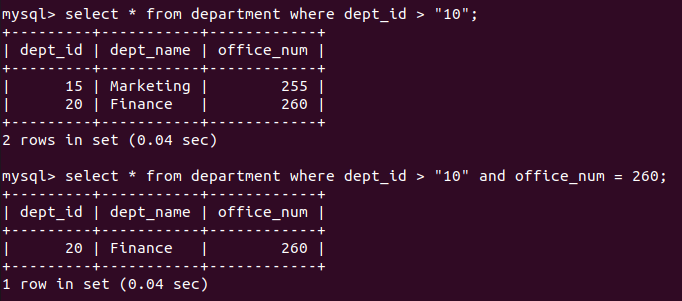 mysql> select * from department where dept_id > "10";
+---------+-----------+------------+
| dept_id | dept_name | office_num |
+---------+-----------+------------+
|      15 | Marketing |        255 |
|      20 | Finance   |        260 |
+---------+-----------+------------+
2 rows in set (0.04 sec)
mysql> select * from department where dept_id > "10" and office_num = 260;
+---------+-----------+------------+
| dept_id | dept_name | office_num |
+---------+-----------+------------+
|      20 | Finance   |        260 |
+---------+-----------+------------+
1 row in set (0.04 sec)